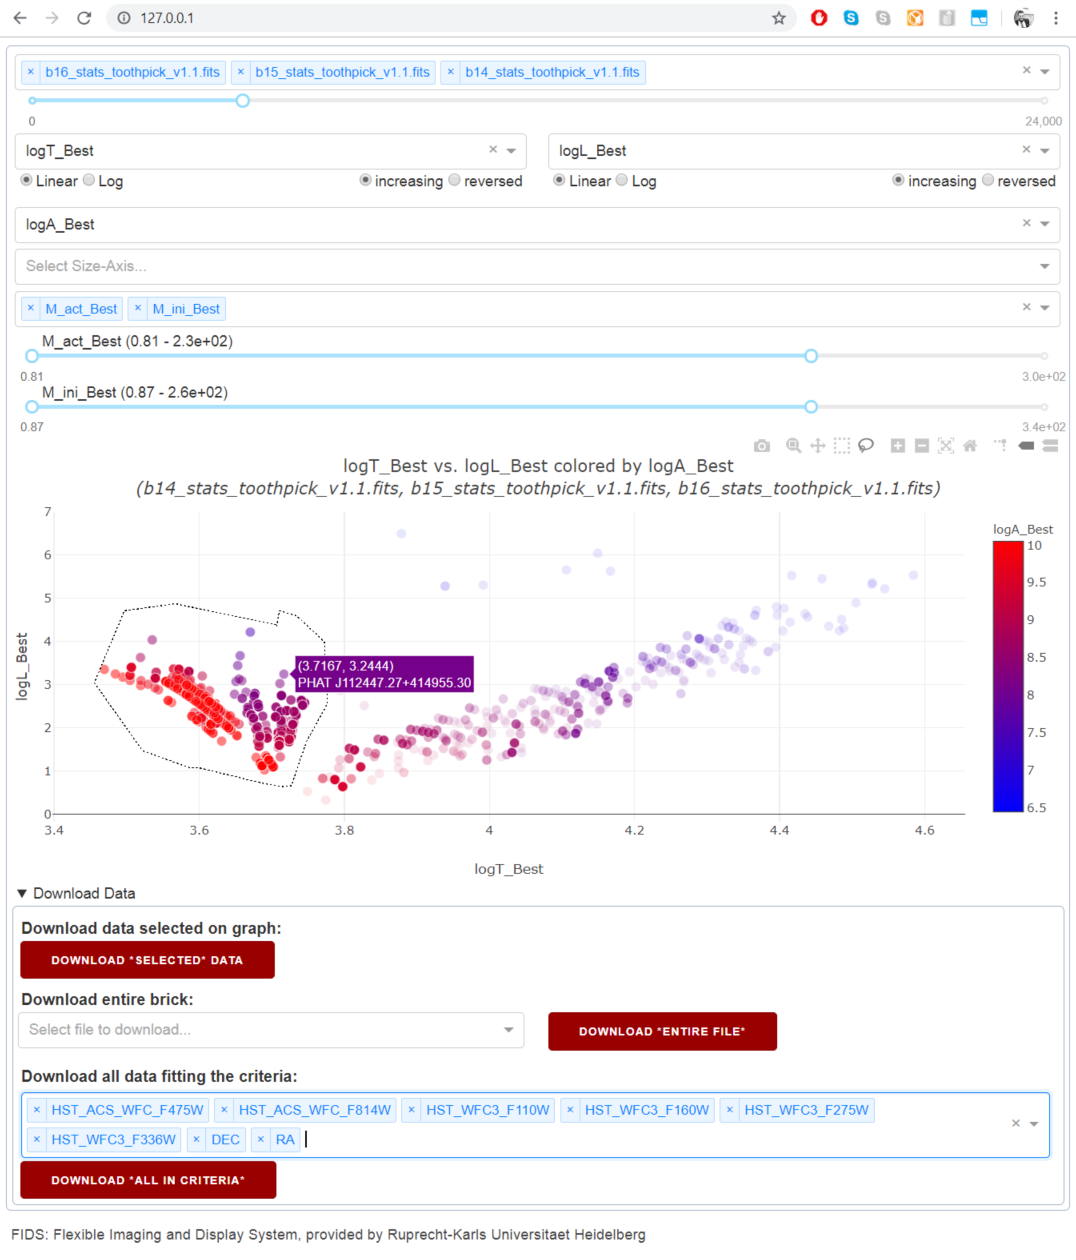 127.0.0.1
× b16_stats_toothpick_v1.1.fits × b15_stats_toothpick_v1.1.fits × b14_stats_toothpick_v1.1.fits ×
0 24,000
logT_Best × logL_Best ×
Linear Log increasing reversed Linear Log increasing reversed
logA_Best ×
Select Size-Axis...
× M_act_Best × M_ini_Best ×
M_act_Best (0.81 - 2.3e+02)
0.81 3.0e+02
M_ini_Best (0.87 - 2.6e+02)
0.87 3.4e+02
logT_Best vs. logL_Best colored by logA_Best
(b14_stats_toothpick_v1.1.fits, b15_stats_toothpick_v1.1.fits, b16_stats_toothpick_v1.1.fits)
logL_Best
7
6
5
4
3
2
1
0
(3.7167, 3.2444)
PHAT J112447.27+414955.30
3.4 3.6 3.8 4 4.2 4.4 4.6
logT_Best
logA_Best
10
9.5
9
8.5
8
7.5
7
6.5
▼ Download Data
Download data selected on graph:
DOWNLOAD *SELECTED* DATA
Download entire brick:
Select file to download... DOWNLOAD *ENTIRE FILE*
Download all data fitting the criteria:
× HST_ACS_WFC_F475W × HST_ACS_WFC_F814W × HST_WFC3_F110W × HST_WFC3_F160W × HST_WFC3_F275W ×
× HST_WFC3_F336W × DEC × RA
DOWNLOAD *ALL IN CRITERIA*
FIDS: Flexible Imaging and Display System, provided by Ruprecht-Karls Universitaet Heidelberg